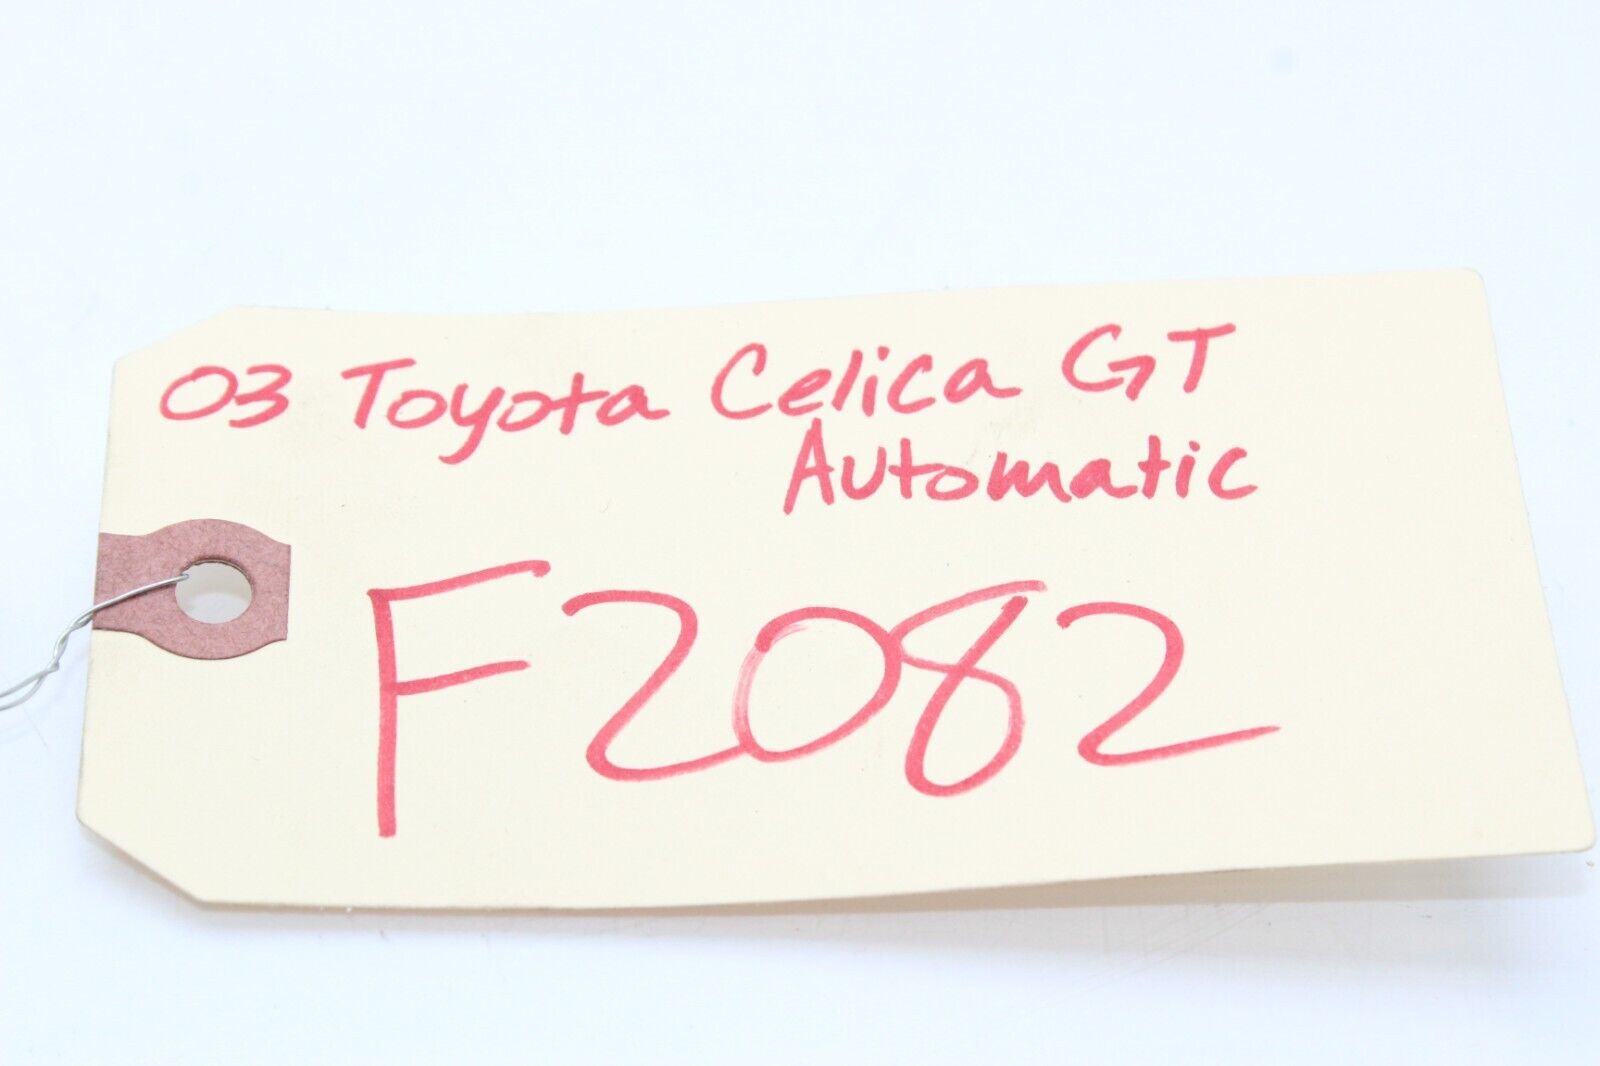 03 Toyota Celica GT
Automatic
F2082